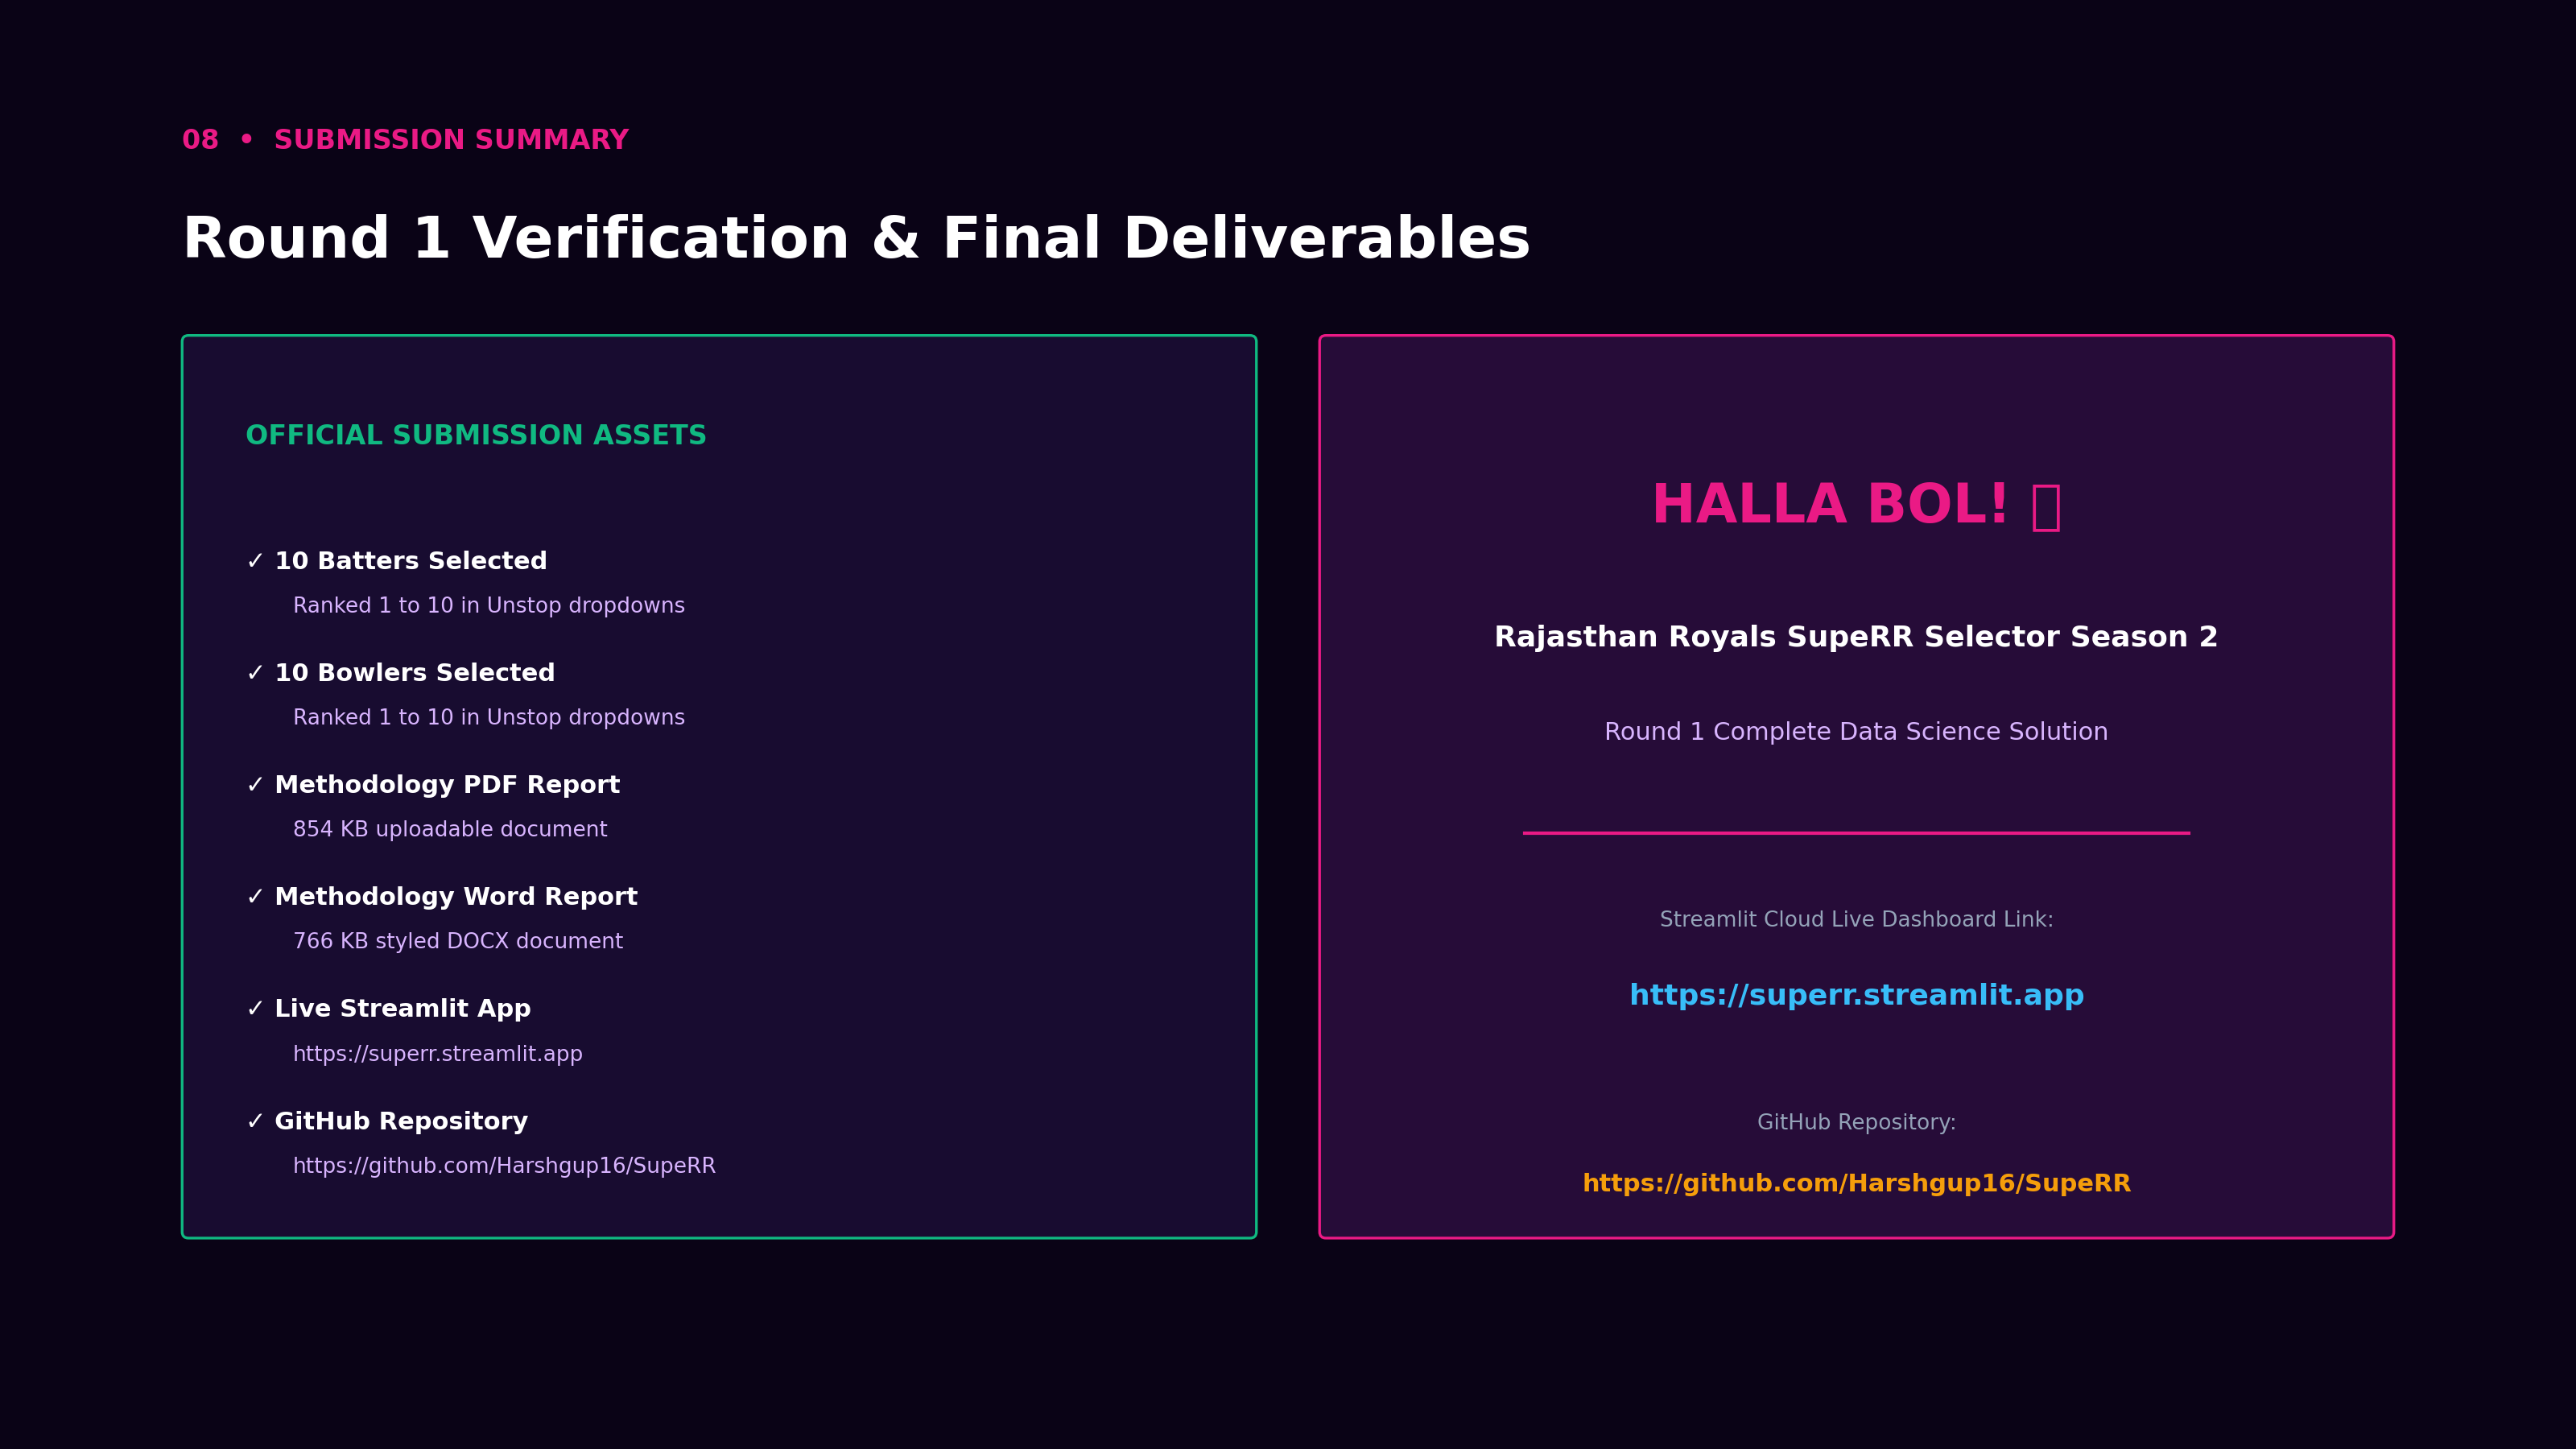 08 • SUBMISSION SUMMARY
Round 1 Verification & Final Deliverables
OFFICIAL SUBMISSION ASSETS
✓ 10 Batters Selected
Ranked 1 to 10 in Unstop dropdowns
✓ 10 Bowlers Selected
Ranked 1 to 10 in Unstop dropdowns
✓ Methodology PDF Report
854 KB uploadable document
✓ Methodology Word Report
766 KB styled DOCX document
✓ Live Streamlit App
https://superr.streamlit.app
✓ GitHub Repository
https://github.com/Harshgup16/SupeRR
HALLA BOL!
Rajasthan Royals SupeRR Selector Season 2
Round 1 Complete Data Science Solution
Streamlit Cloud Live Dashboard Link:
https://superr.streamlit.app
GitHub Repository:
https://github.com/Harshgup16/SupeRR